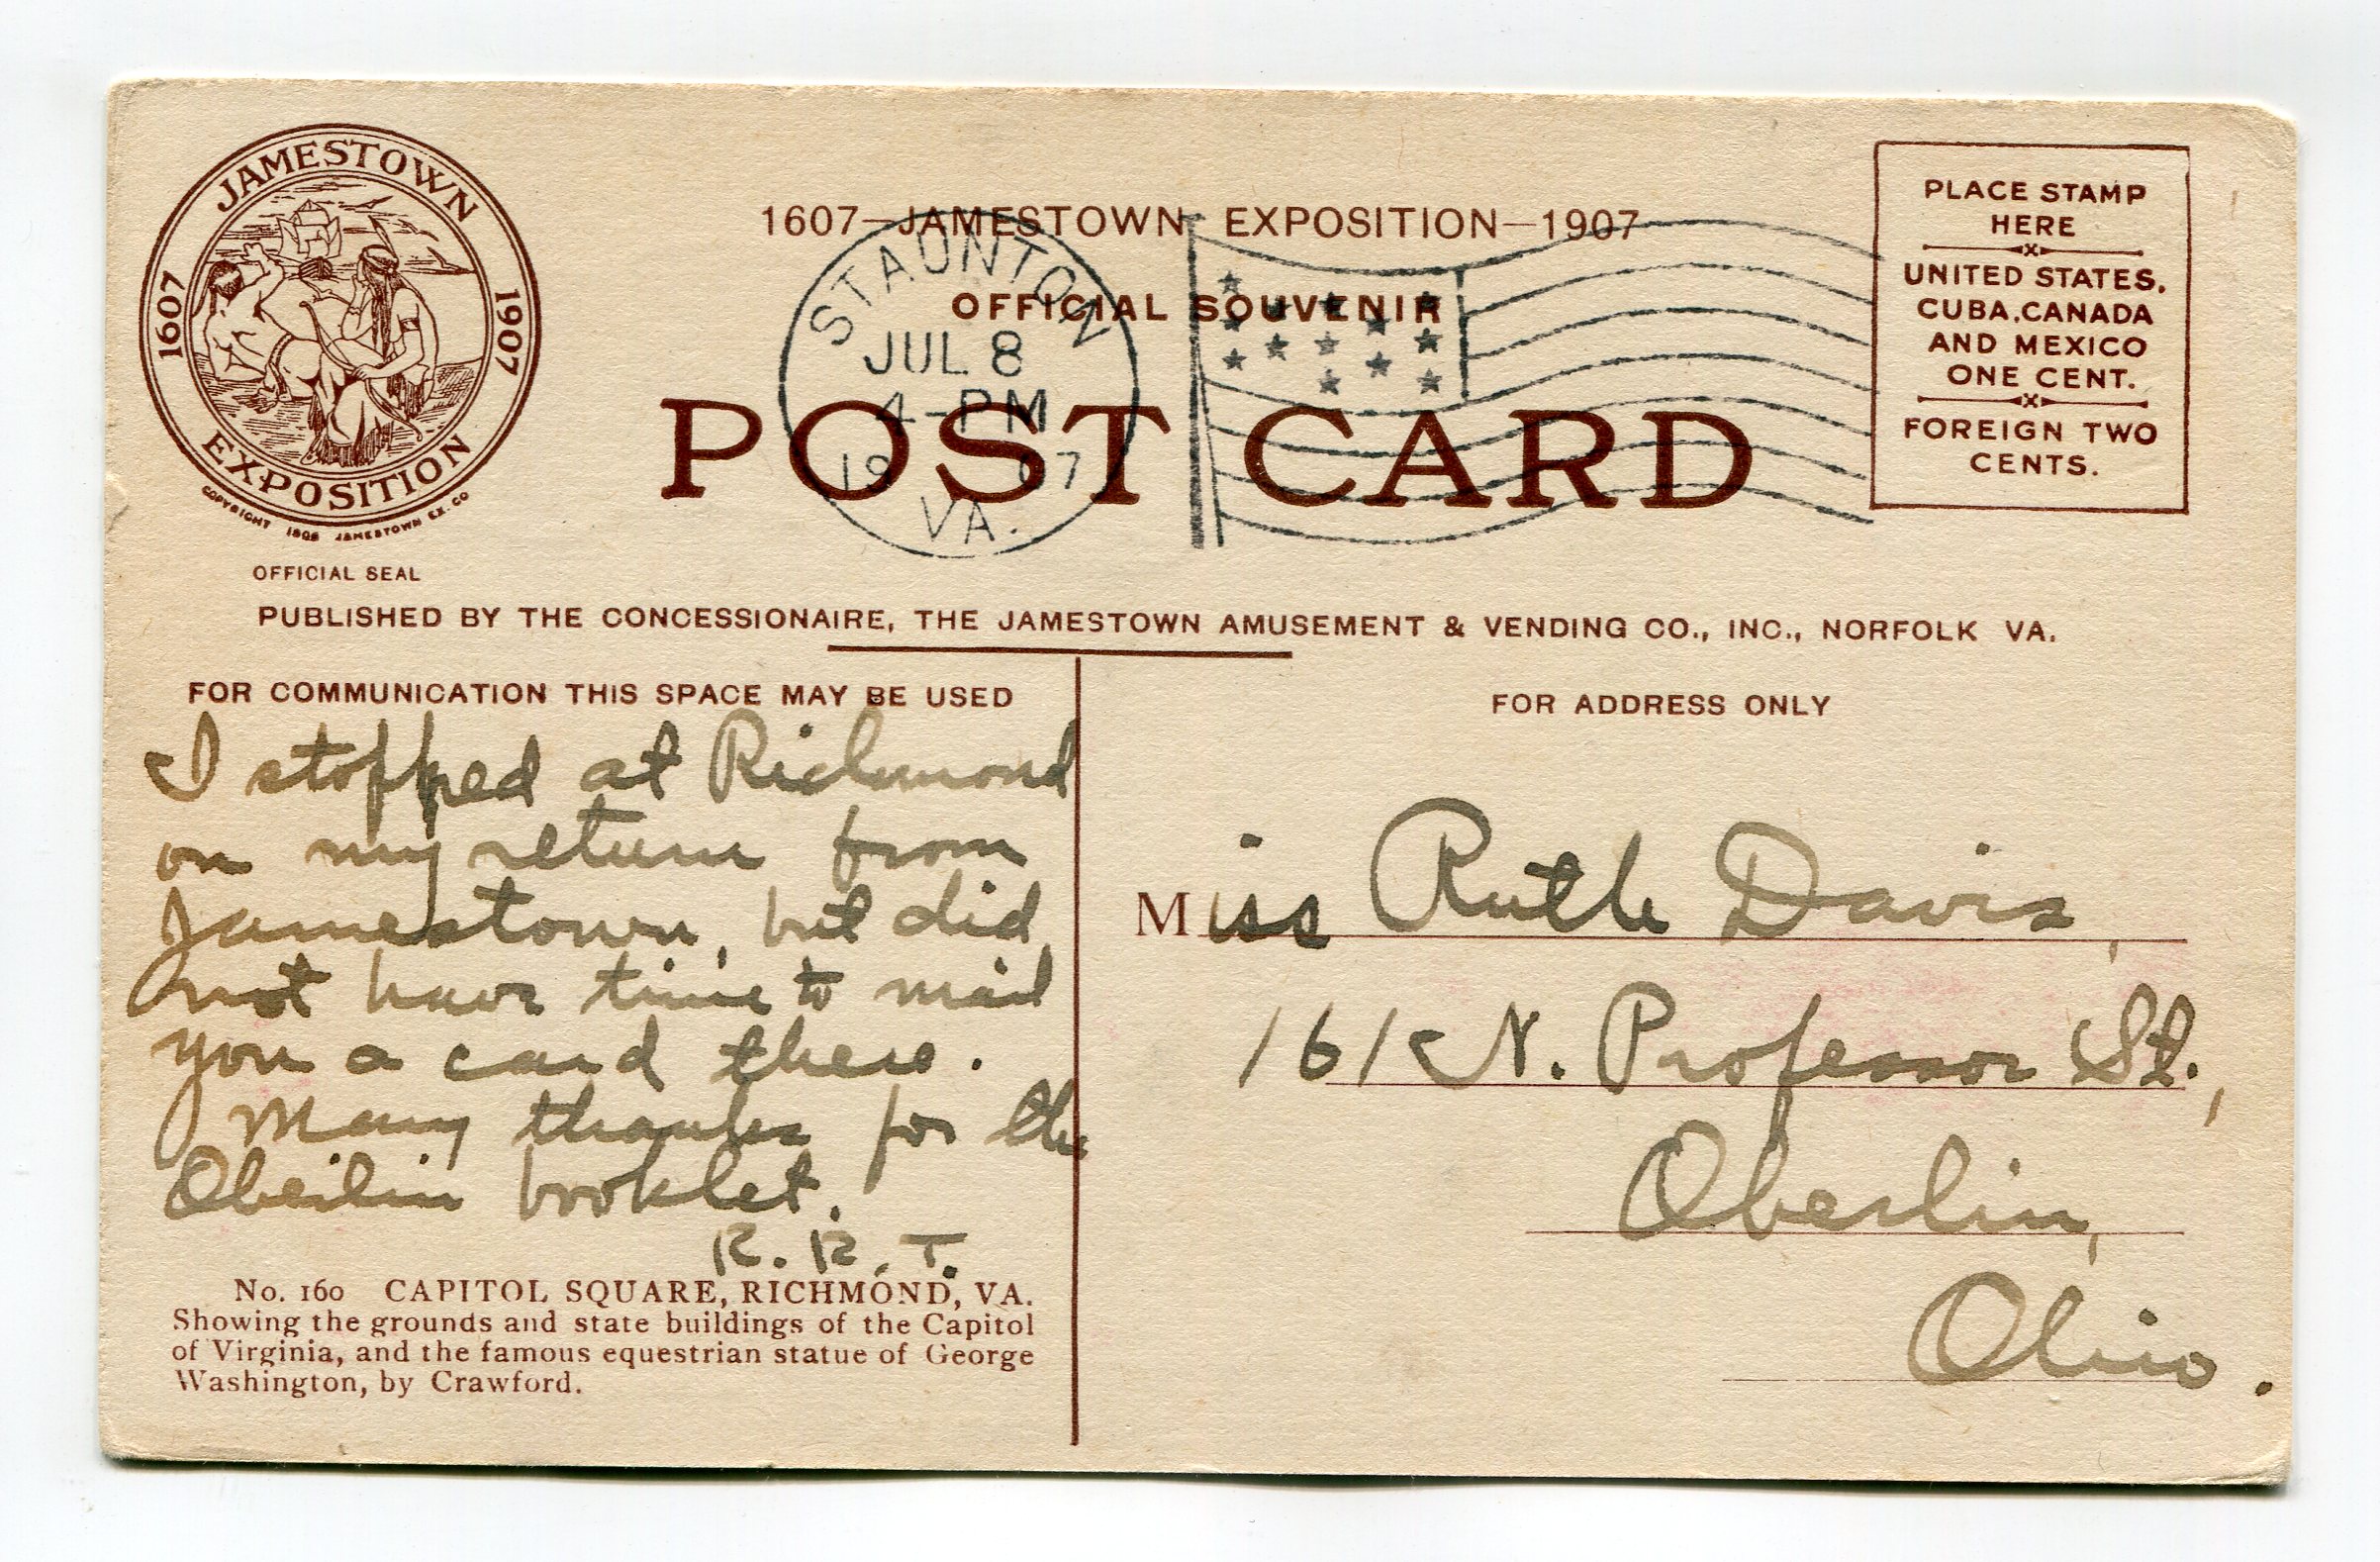 JAMESTOWN
1607
1907
EXPOSITION
COPYRIGHT 1906 JAMESTOWN EX. CO
OFFICIAL SEAL
1607—JAMESTOWN EXPOSITION—1907
OFFICIAL SOUVENIR
POST CARD
STAUNTON
JUL 8
4-PM
1907
VA.
PLACE STAMP
HERE
UNITED STATES,
CUBA, CANADA
AND MEXICO
ONE CENT.
FOREIGN TWO
CENTS.
PUBLISHED BY THE CONCESSIONAIRE, THE JAMESTOWN AMUSEMENT & VENDING CO., INC., NORFOLK VA.
FOR COMMUNICATION THIS SPACE MAY BE USED
I stopped at Richmond
on my return from
Jamestown, but did
not have time to mail
you a card there.
Many thanks for the
Oberlin booklet.
R. R. T.
No. 160 CAPITOL SQUARE, RICHMOND, VA.
Showing the grounds and state buildings of the Capitol
of Virginia, and the famous equestrian statue of George
Washington, by Crawford.
FOR ADDRESS ONLY
Miss Ruth Davis,
161 N. Professor St.,
Oberlin,
Ohio.